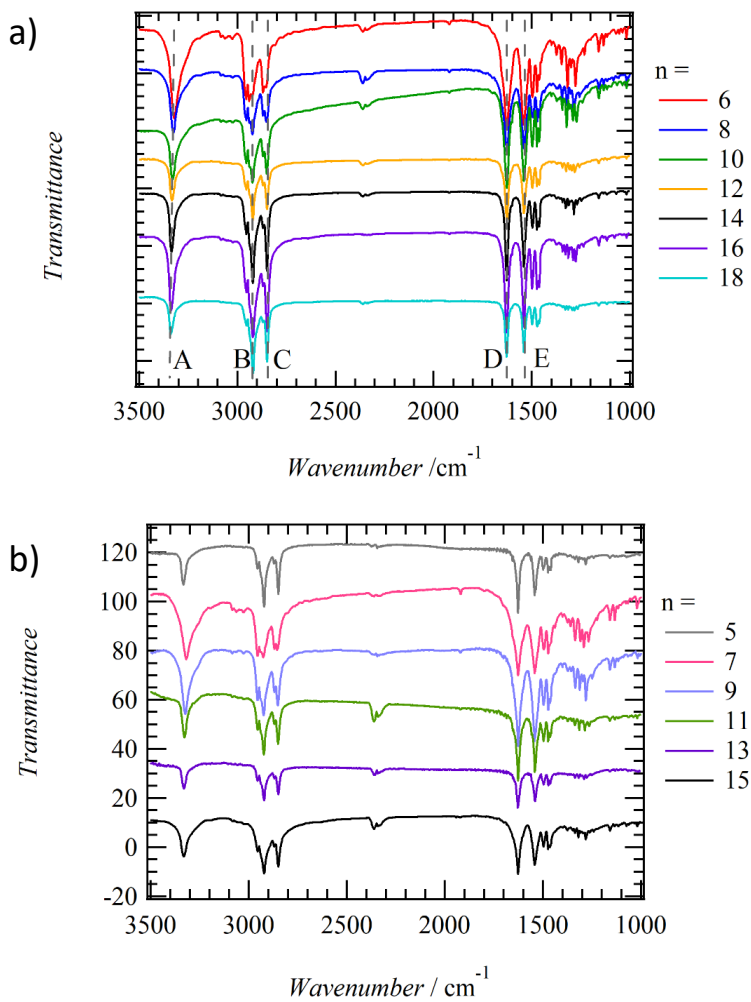 a)
Transmittance
n =
6
8
10
12
14
16
18
A
B
C
D
E
3500
3000
2500
2000
1500
1000
Wavenumber /cm-1
b)
Transmittance
120
100
80
60
40
20
0
-20
n =
5
7
9
11
13
15
3500
3000
2500
2000
1500
1000
Wavenumber / cm-1